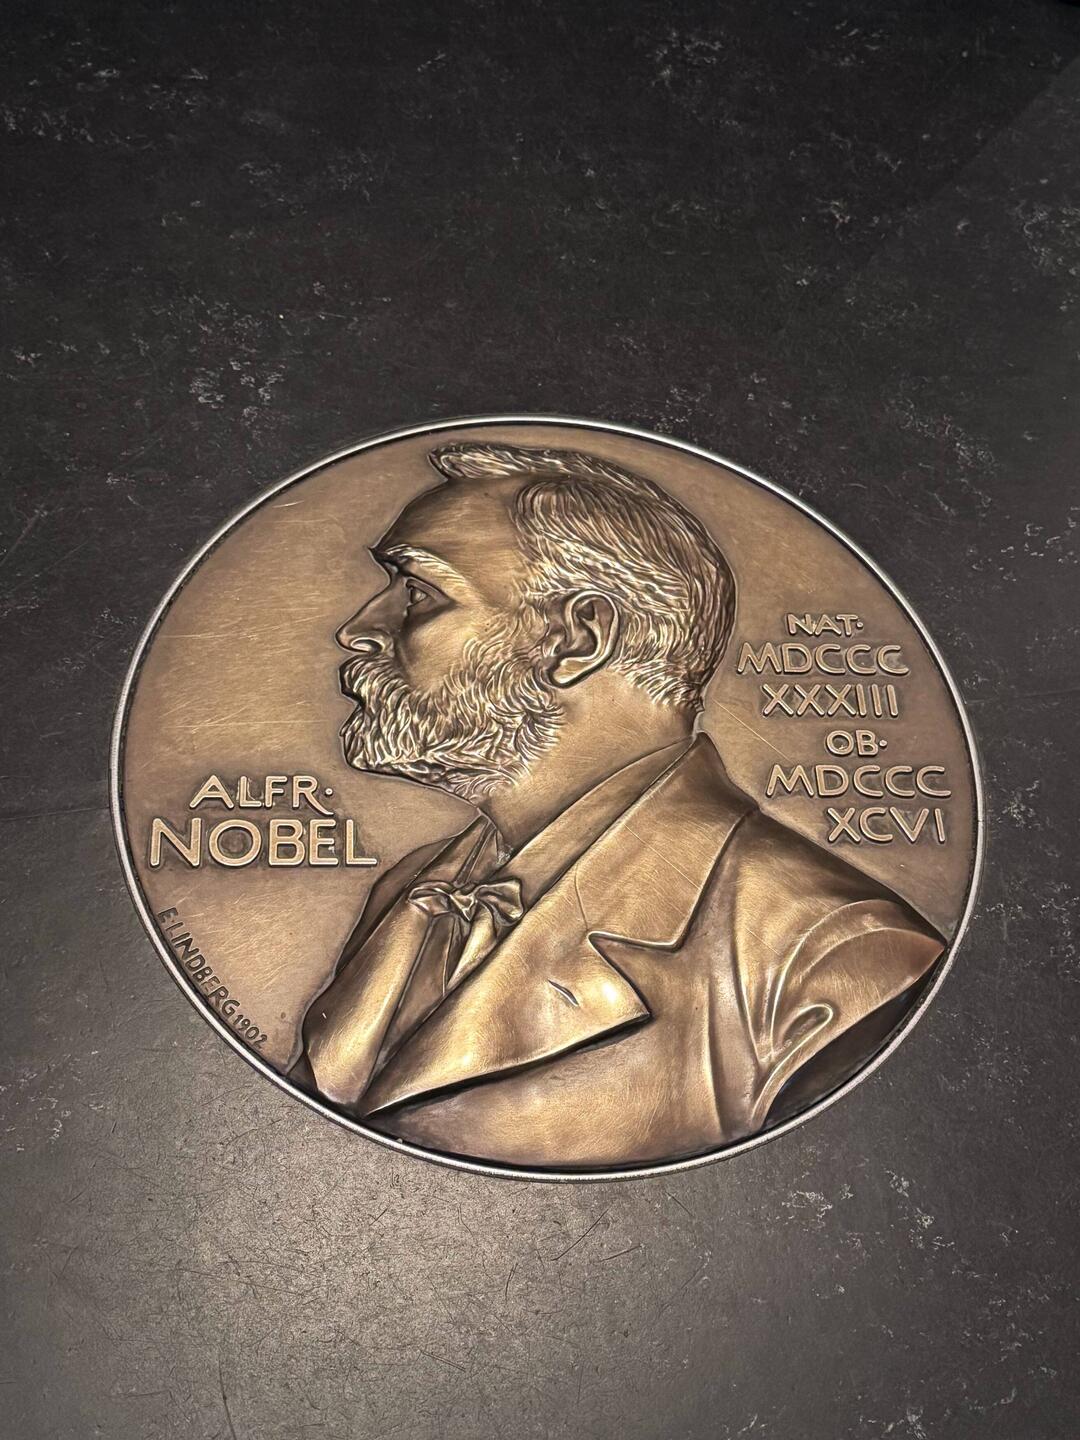 ALFR·
NOBEL
NAT·
MDCCC
XXXIII
OB·
MDCCC
XCVI
E·LINDBERG 1902